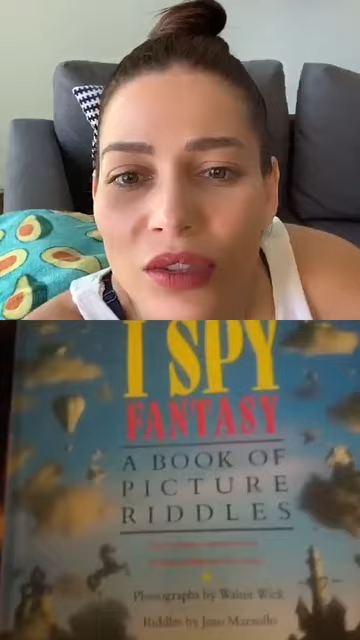 I SPY
FANTASY
A BOOK OF
PICTURE
RIDDLES
Photographs by Walter Wick
Riddles by Jean Marzollo